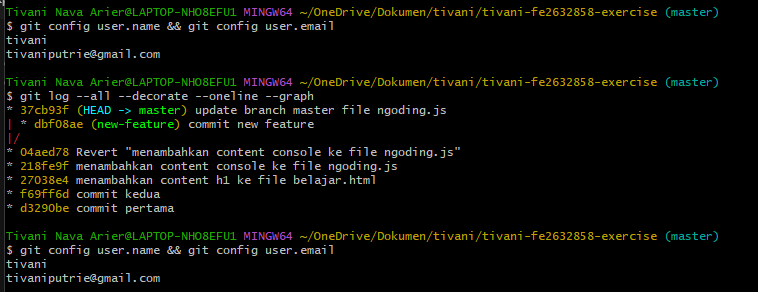 Tivani Nava Arier@LAPTOP-NHO8EFU1 MINGW64 ~/OneDrive/Dokumen/tivani/tivani-fe2632858-exercise (master)
$ git config user.name && git config user.email
tivani
tivaniputrie@gmail.com
Tivani Nava Arier@LAPTOP-NHO8EFU1 MINGW64 ~/OneDrive/Dokumen/tivani/tivani-fe2632858-exercise (master)
$ git log --all --decorate --oneline --graph
* 37cb93f (HEAD -> master) update branch master file ngoding.js
| * dbf08ae (new-feature) commit new feature
|/
* 04aed78 Revert "menambahkan content console ke file ngoding.js"
* 218fe9f menambahkan content console ke file ngoding.js
* 27038e4 menambahkan content h1 ke file belajar.html
* f69ff6d commit kedua
* d3290be commit pertama
Tivani Nava Arier@LAPTOP-NHO8EFU1 MINGW64 ~/OneDrive/Dokumen/tivani/tivani-fe2632858-exercise (master)
$ git config user.name && git config user.email
tivani
tivaniputrie@gmail.com